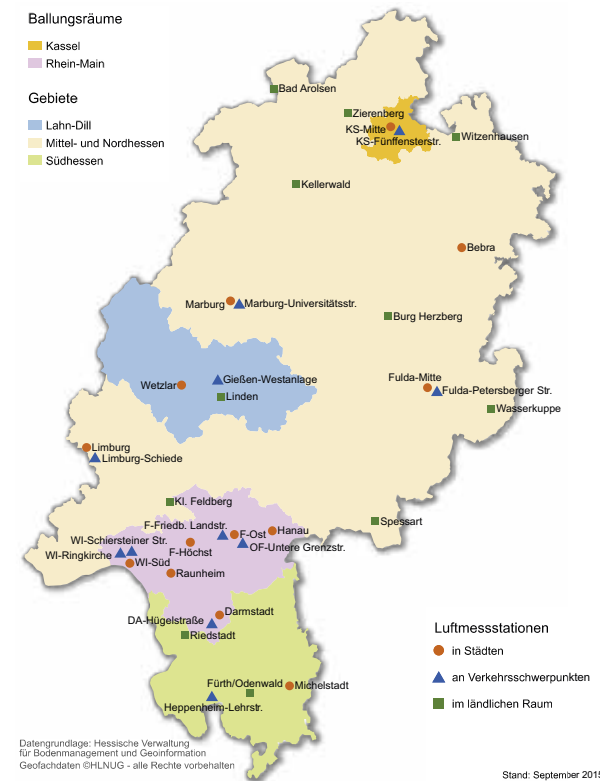 Ballungsräume
Kassel
Rhein-Main
Gebiete
Lahn-Dill
Mittel- und Nordhessen
Südhessen
Bad Arolsen
Zierenberg
KS-Mitte
KS-Fünffensterstr.
Witzenhausen
Kellerwald
Bebra
Marburg
Marburg-Universitätsstr.
Burg Herzberg
Gießen-Westanlage
Wetzlar
Linden
Fulda-Mitte
Fulda-Petersberger Str.
Wasserkuppe
Limburg
Limburg-Schiede
Kl. Feldberg
Spessart
F-Friedb. Landstr.
F-Ost
Hanau
WI-Schiersteiner Str.
F-Höchst
OF-Untere Grenzstr.
WI-Ringkirche
WI-Süd
Raunheim
Darmstadt
DA-Hügelstraße
Riedstadt
Fürth/Odenwald
Michelstadt
Heppenheim-Lehrstr.
Luftmessstationen
in Städten
an Verkehrsschwerpunkten
im ländlichen Raum
Datengrundlage: Hessische Verwaltung
für Bodenmanagement und Geoinformation
Geofachdaten ©HLNUG - alle Rechte vorbehalten
Stand: September 2015